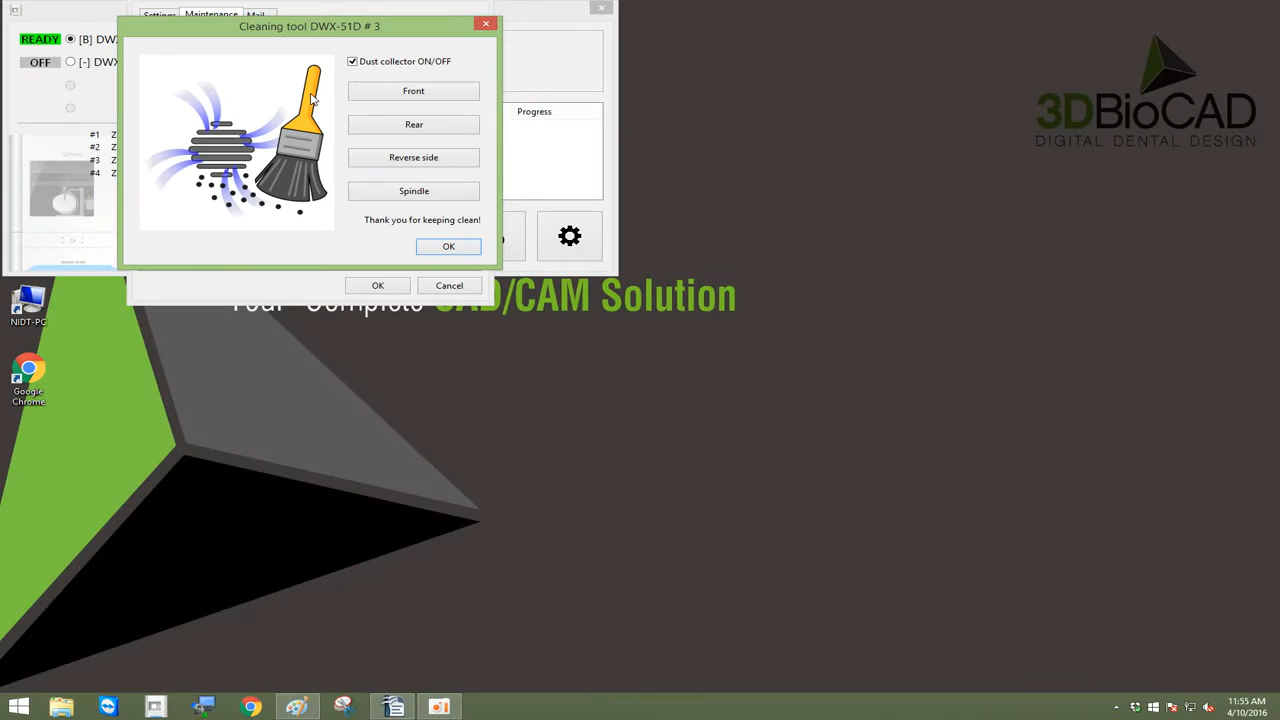 Settings Maintenance Mail
Cleaning tool DWX-51D # 3
READY [B] DWX
OFF [-] DWX
Dust collector ON/OFF
Front
Rear
Reverse side
Spindle
Thank you for keeping clean!
OK
#1 Z
#2 Z
#3 Z
#4 Z
Progress
OK Cancel
3DBioCAD
DIGITAL DENTAL DESIGN
Your Complete CAD/CAM Solution
NIDT-PC
Google
Chrome
11:55 AM
4/10/2016